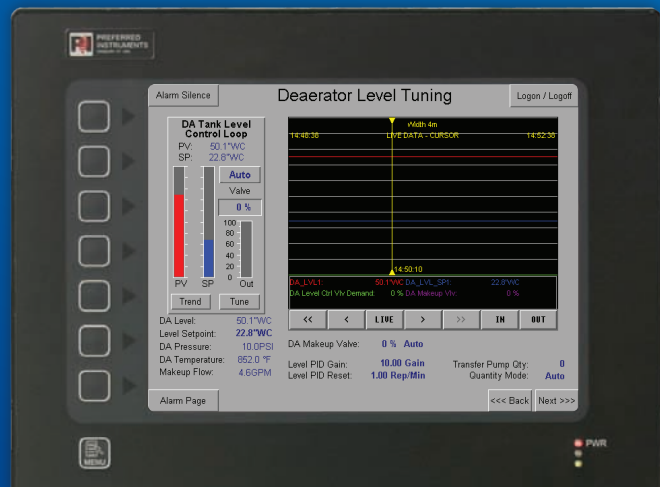 PREFERRED
INSTRUMENTS
Alarm Silence
Deaerator Level Tuning
Logon / Logoff
DA Tank Level
Control Loop
PV: 50.1"WC
SP: 22.8"WC
Auto
Valve
0 %
100
80
60
40
20
0
PV SP Out
Trend Tune
Width 4m
14:48:38 LIVE DATA - CURSOR 14:52:38
14:50:10
DA_LVL1: 50.1"WC DA_LVL_SP1: 22.8"WC
DA Level Ctrl Vlv Demand: 0 % DA Makeup Vlv: 0 %
<< < LIVE > >> IN OUT
DA Level: 50.1"WC
Level Setpoint: 22.8"WC
DA Pressure: 10.0PSI
DA Temperature: 852.0 °F
Makeup Flow: 4.6GPM
DA Makeup Valve: 0 % Auto
Level PID Gain: 10.00 Gain
Level PID Reset: 1.00 Rep/Min
Transfer Pump Qty: 0
Quantity Mode: Auto
Alarm Page
<<< Back Next >>>
MENU
PWR